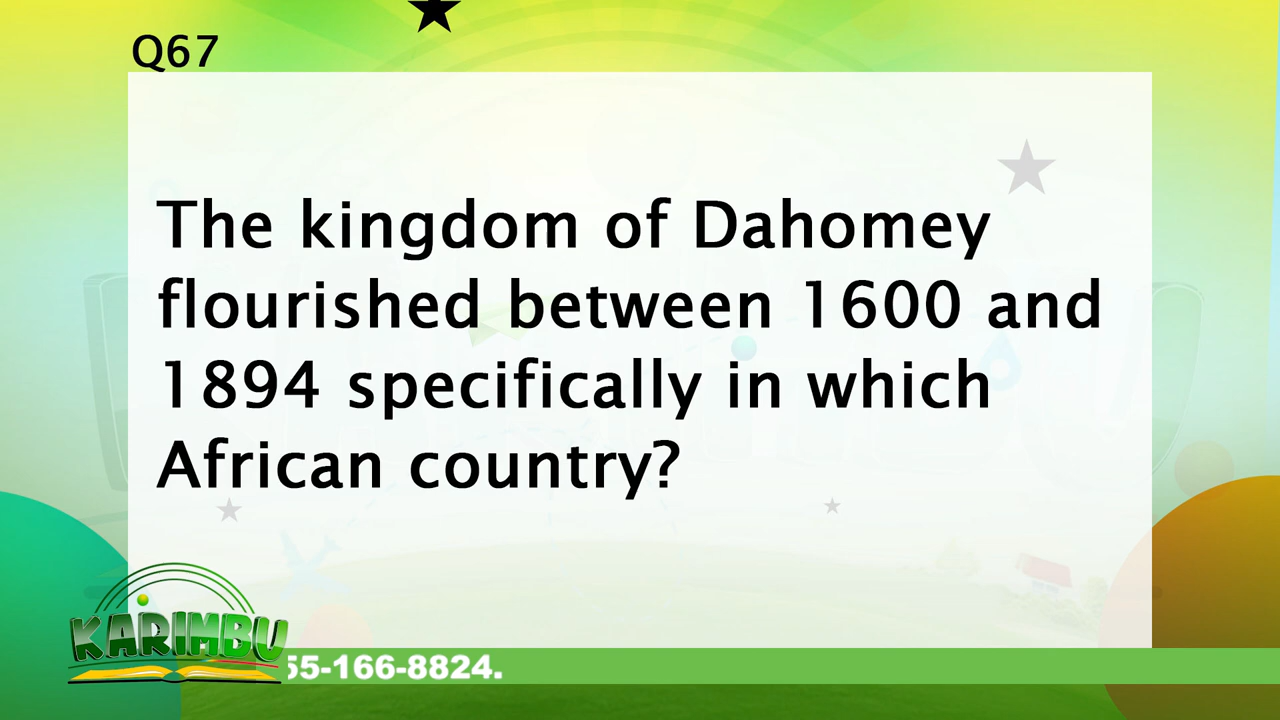 Q67
The kingdom of Dahomey
flourished between 1600 and
1894 specifically in which
African country?
KARIMBU
55-166-8824.